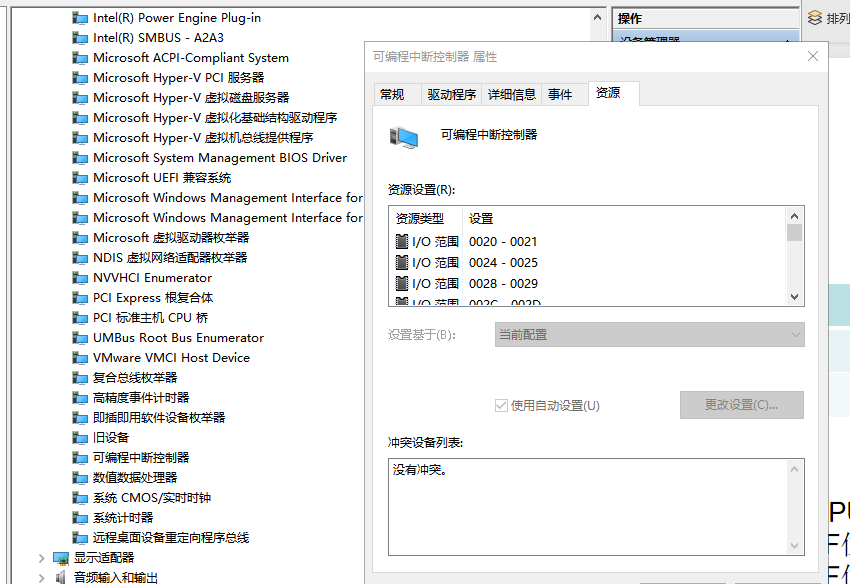 Intel(R) Power Engine Plug-in
Intel(R) SMBUS - A2A3
Microsoft ACPI-Compliant System
Microsoft Hyper-V PCI 服务器
Microsoft Hyper-V 虚拟磁盘服务器
Microsoft Hyper-V 虚拟化基础结构驱动程序
Microsoft Hyper-V 虚拟机总线提供程序
Microsoft System Management BIOS Driver
Microsoft UEFI 兼容系统
Microsoft Windows Management Interface for
Microsoft Windows Management Interface for
Microsoft 虚拟驱动器枚举器
NDIS 虚拟网络适配器枚举器
NVVHCI Enumerator
PCI Express 根复合体
PCI 标准主机 CPU 桥
UMBus Root Bus Enumerator
VMware VMCI Host Device
复合总线枚举器
高精度事件计时器
即插即用软件设备枚举器
旧设备
可编程中断控制器
数值数据处理器
系统 CMOS/实时时钟
系统计时器
远程桌面设备重定向程序总线
显示适配器
音频输入和输出
操作
设备管理器
排列
可编程中断控制器 属性
常规 驱动程序 详细信息 事件 资源
可编程中断控制器
资源设置(R):
资源类型 设置
I/O 范围 0020 - 0021
I/O 范围 0024 - 0025
I/O 范围 0028 - 0029
I/O 范围 002C - 002D
设置基于(B): 当前配置
使用自动设置(U) 更改设置(C)...
冲突设备列表:
没有冲突。